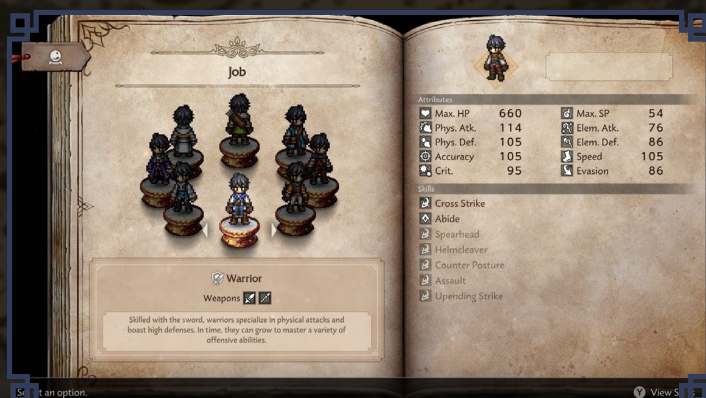 Job
Warrior
Weapons
Skilled with the sword, warriors specialize in physical attacks and
boast high defenses. In time, they can grow to master a variety of
offensive abilities.
Attributes
Max. HP 660 Max. SP 54
Phys. Atk. 114 Elem. Atk. 76
Phys. Def. 105 Elem. Def. 86
Accuracy 105 Speed 105
Crit. 95 Evasion 86
Skills
Cross Strike
Abide
Spearhead
Helmcleaver
Counter Posture
Assault
Upending Strike
an option.
Y View